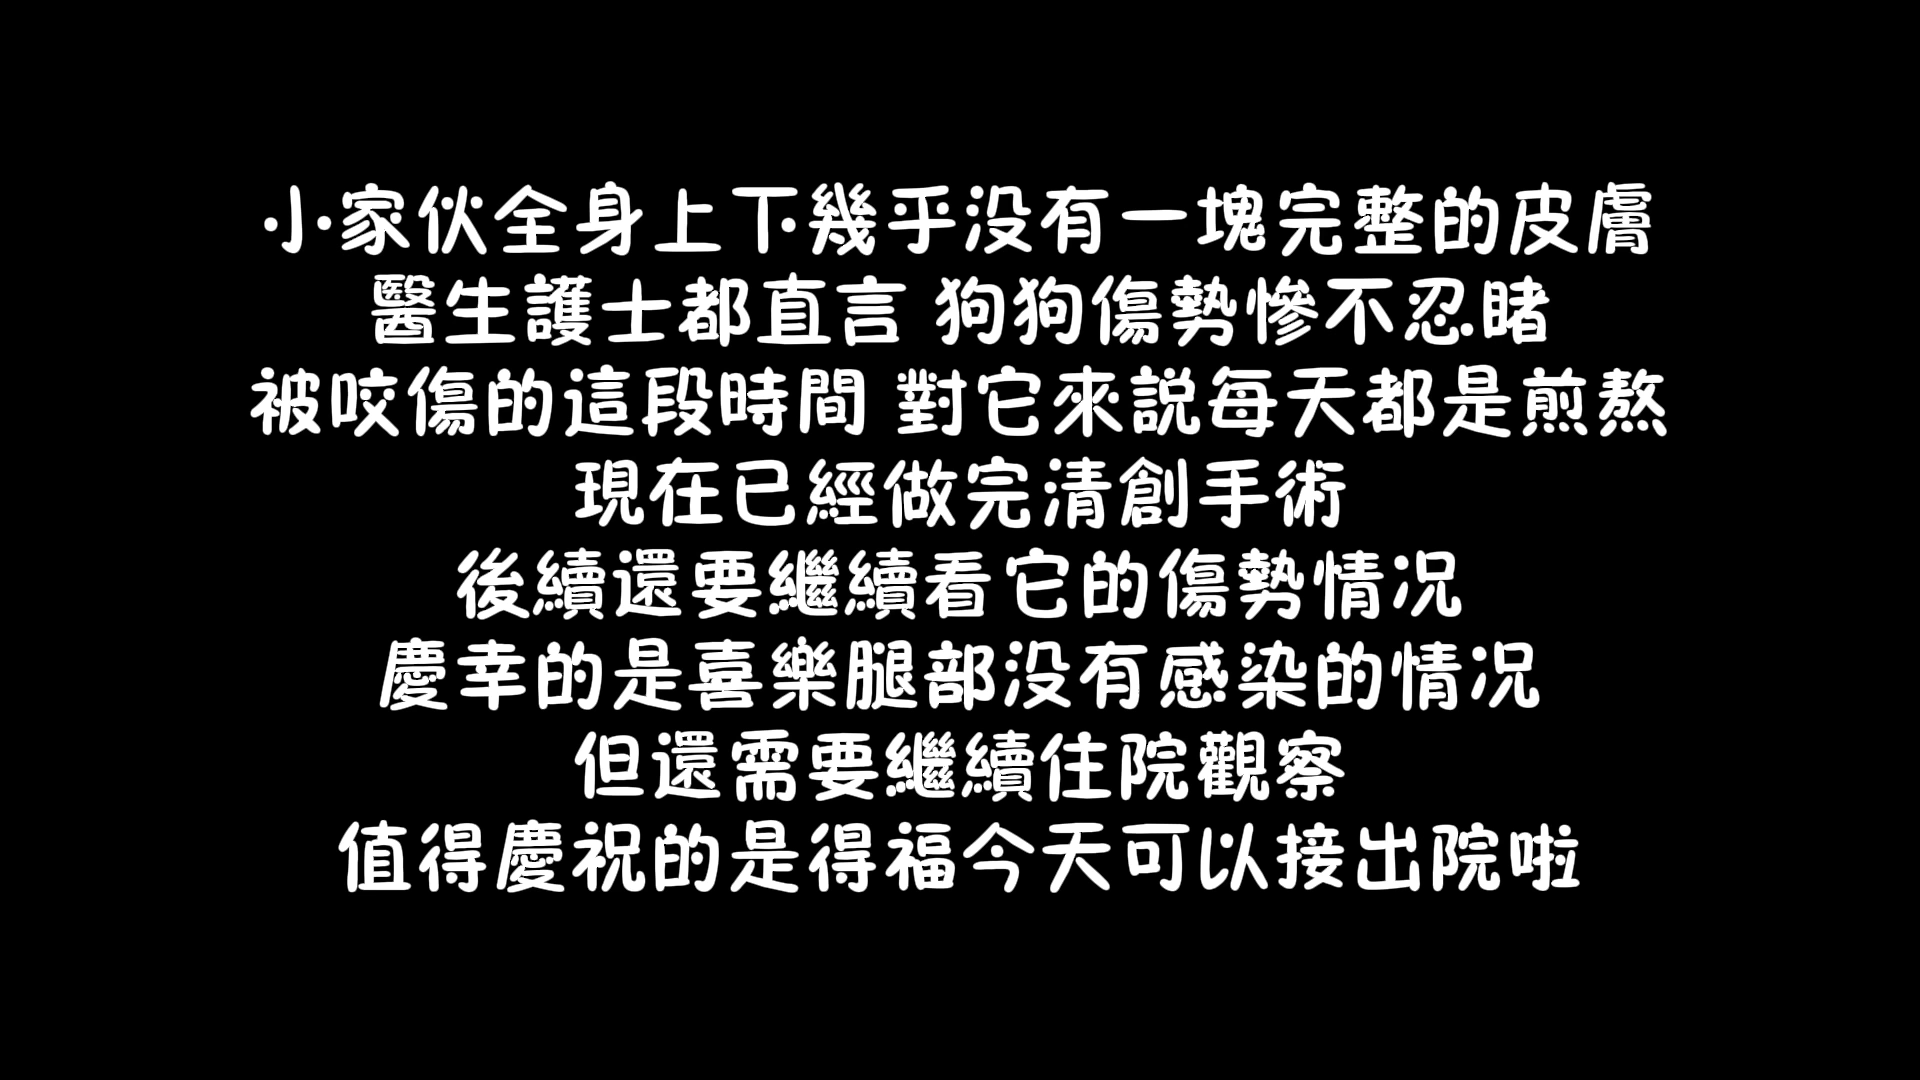 小家伙全身上下幾乎没有一塊完整的皮膚
醫生護士都直言 狗狗傷勢慘不忍睹
被咬傷的這段時間 對它來説每天都是煎熬
現在已經做完清創手術
後續還要繼續看它的傷勢情况
慶幸的是喜樂腿部没有感染的情况
但還需要繼續住院觀察
值得慶祝的是得福今天可以接出院啦